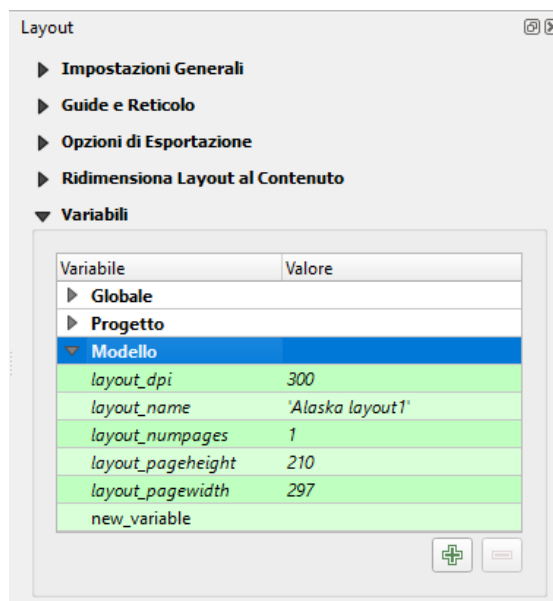 Layout
Impostazioni Generali
Guide e Reticolo
Opzioni di Esportazione
Ridimensiona Layout al Contenuto
Variabili
Variabile Valore
Globale
Progetto
Modello
layout_dpi 300
layout_name 'Alaska layout1'
layout_numpages 1
layout_pageheight 210
layout_pagewidth 297
new_variable